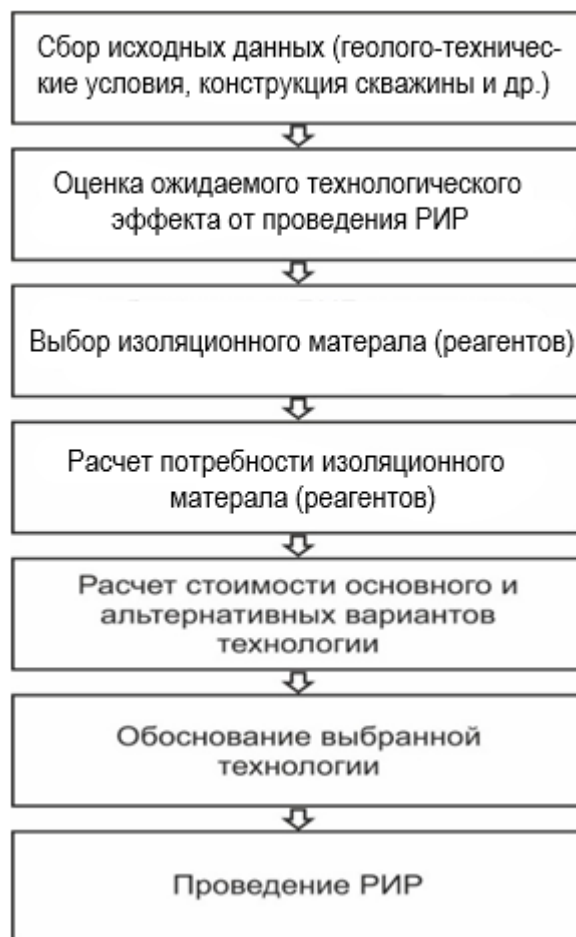 Сбор исходных данных (геолого-техничес-
кие условия, конструкция скважины и др.)
Оценка ожидаемого технологического
эффекта от проведения РИР
Выбор изоляционного матерала (реагентов)
Расчет потребности изоляционного
матерала (реагентов)
Расчет стоимости основного и
альтернативных вариантов
технологии
Обоснование выбранной
технологии
Проведение РИР